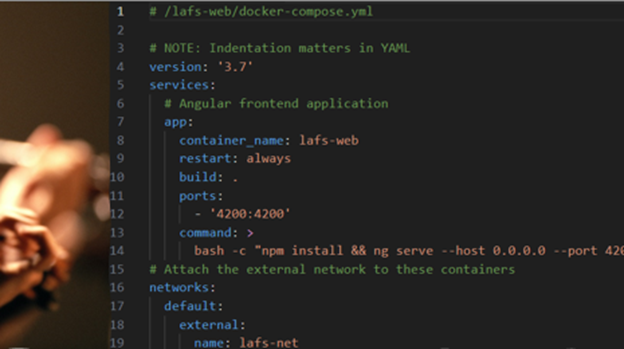 1 # /lafs-web/docker-compose.yml
2
3 # NOTE: Indentation matters in YAML
4 version: '3.7'
5 services:
6 # Angular frontend application
7 app:
8 container_name: lafs-web
9 restart: always
10 build: .
11 ports:
12 - '4200:4200'
13 command: >
14 bash -c "npm install && ng serve --host 0.0.0.0 --port 420
15 # Attach the external network to these containers
16 networks:
17 default:
18 external:
19 name: lafs-net